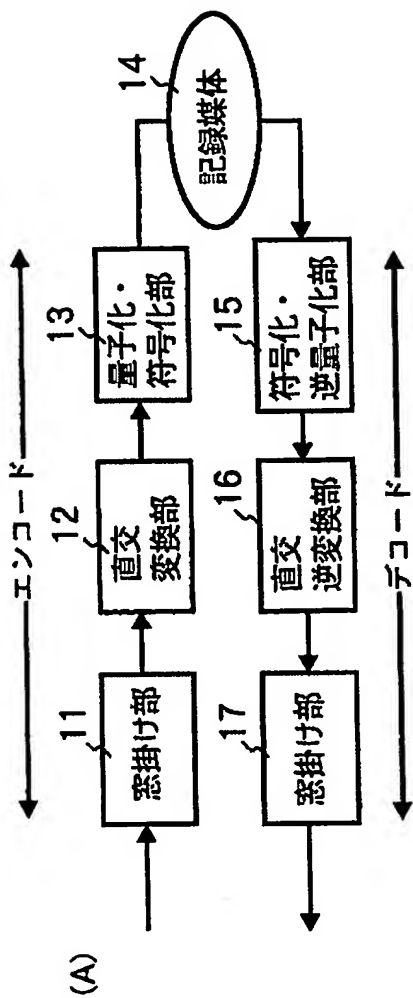 (A)
エンコード
11
窓掛け部
12
直交
変換部
13
量子化・
符号化部
14
記録媒体
15
符号化・
逆量子化部
16
直交
逆変換部
17
窓掛け部
デコード